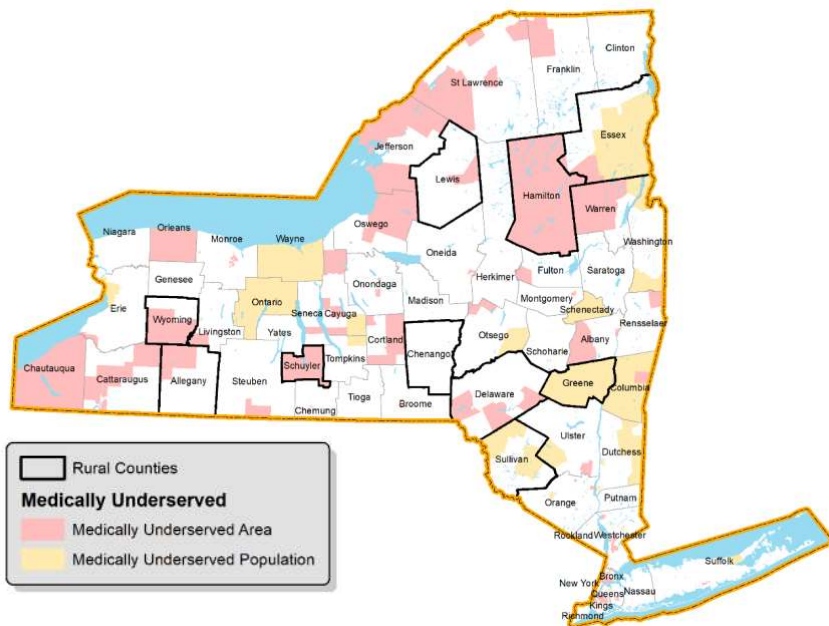 Clinton
Franklin
St Lawrence
Essex
Jefferson
Lewis
Hamilton
Warren
Oswego
Washington
Niagara
Orleans
Monroe
Wayne
Oneida
Fulton
Saratoga
Genesee
Onondaga
Herkimer
Erie
Madison
Montgomery
Ontario
Schenectady
Wyoming
Livingston
Seneca
Cayuga
Rensselaer
Yates
Otsego
Cortland
Albany
Chenango
Schoharie
Chautauqua
Cattaraugus
Allegany
Steuben
Schuyler
Tompkins
Greene
Columbia
Delaware
Tioga
Broome
Chemung
Ulster
Sullivan
Dutchess
Rural Counties
Medically Underserved
Medically Underserved Area
Medically Underserved Population
Orange
Putnam
Rockland
Westchester
Suffolk
New York
Bronx
Queens
Nassau
Kings
Richmond